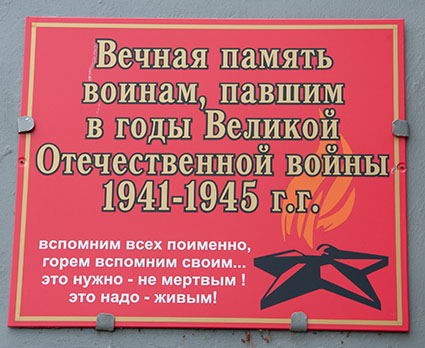 Вечная память
воинам, павшим
в годы Великой
Отечественной войны
1941-1945 г.г.
вспомним всех поименно,
горем вспомним своим...
это нужно - не мертвым !
это надо - живым!